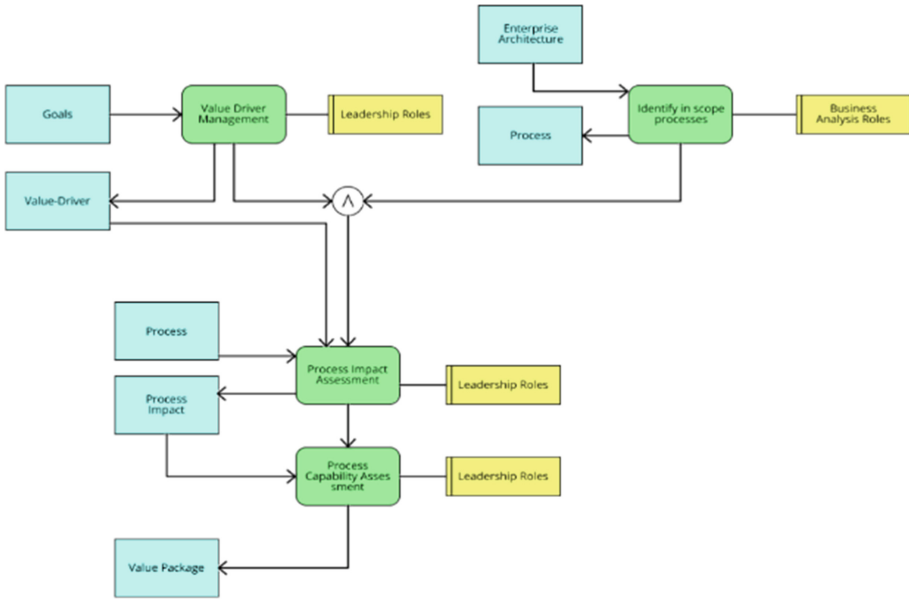 Enterprise
Architecture
Goals
Value Driver
Management
Leadership Roles
Identify in scope
processes
Business
Analysis Roles
Process
Value-Driver
∧
Process
Process Impact
Assessment
Leadership Roles
Process
Impact
Process
Capability Asses
sment
Leadership Roles
Value Package